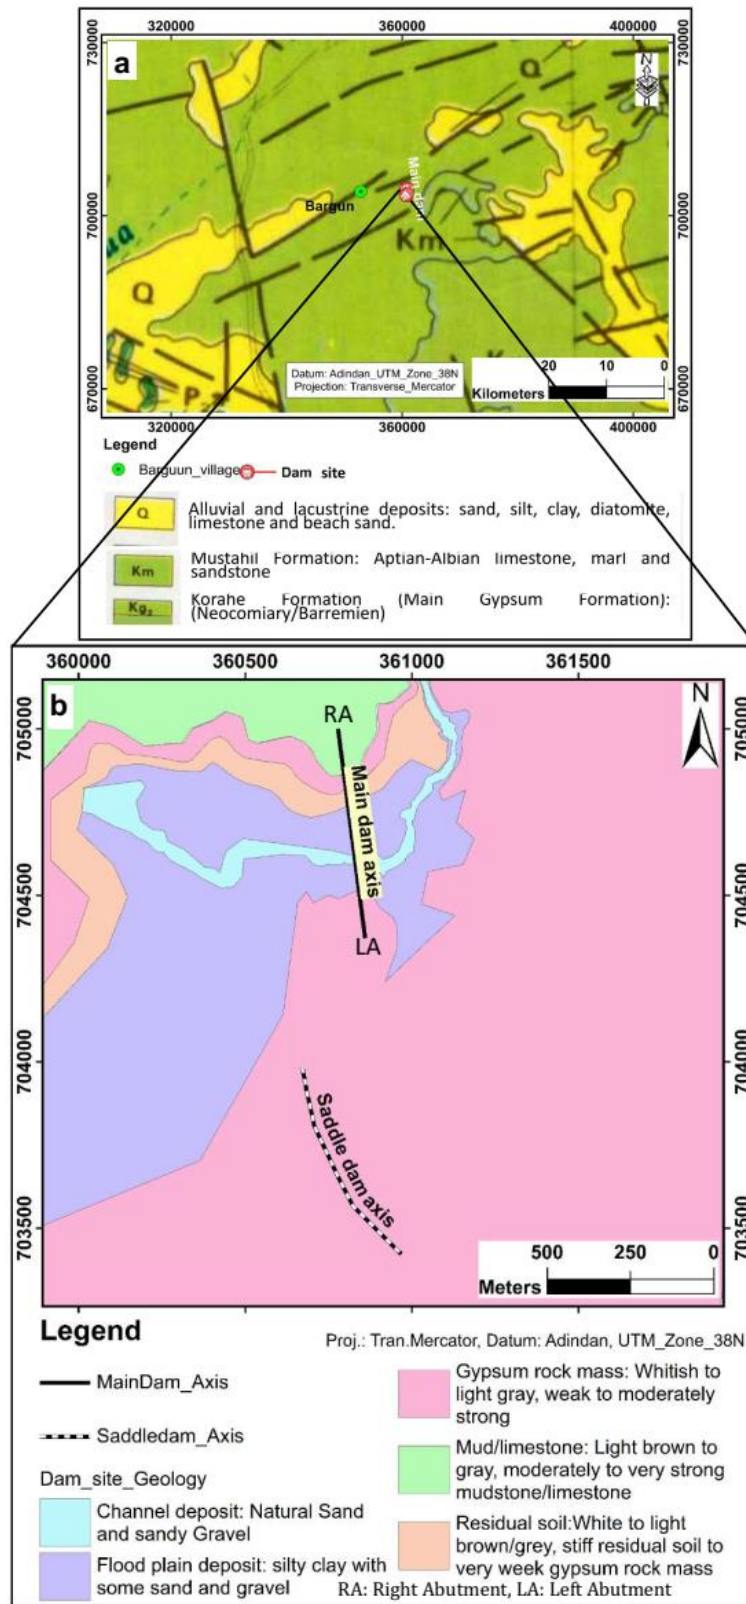 320000 360000 400000
730000 730000
a
N
Q
Main dam
Bargun
700000 700000
Km
ua
Q
Datum: Adindan_UTM_Zone_38N
Projection: Transverse_Mercator
20 10 0
Kilometers
670000 670000
320000 360000 400000
Legend
Barguun_village
Dam site
Q
Alluvial and lacustrine deposits: sand, silt, clay, diatomite,
limestone and beach sand.
Km
Mustahil Formation: Aptian-Albian limestone, marl and
sandstone
Kg₂
Korahe Formation (Main Gypsum Formation):
(Neocomiary/Barremien)
360000 360500 361000 361500
b
N
705000 705000
RA
Main dam axis
704500 704500
LA
704000 704000
Saddle dam axis
703500 703500
500 250 0
Meters
Legend
Proj.: Tran.Mercator, Datum: Adindan, UTM_Zone_38N
MainDam_Axis
Saddledam_Axis
Dam_site_Geology
Channel deposit: Natural Sand
and sandy Gravel
Flood plain deposit: silty clay with
some sand and gravel
Gypsum rock mass: Whitish to
light gray, weak to moderately
strong
Mud/limestone: Light brown to
gray, moderately to very strong
mudstone/limestone
Residual soil:White to light
brown/grey, stiff residual soil to
very week gypsum rock mass
RA: Right Abutment, LA: Left Abutment